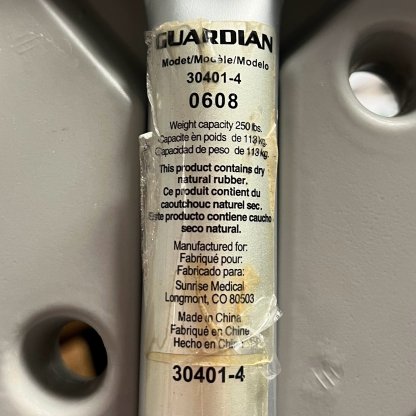 GUARDIAN
Model/Modèle/Modelo
30401-4
0608
Weight capacity 250 lbs.
Capacite en poids de 113 kg.
Capacidad de peso de 113 kg.
This product contains dry
natural rubber.
Ce produit contient du
caoutchouc naturel sec.
Este producto contiene caucho
seco natural.
Manufactured for:
Fabriqué pour:
Fabricado para:
Sunrise Medical
Longmont, CO 80503
Made in China
Fabriqué en Chine
Hecho en China
30401-4